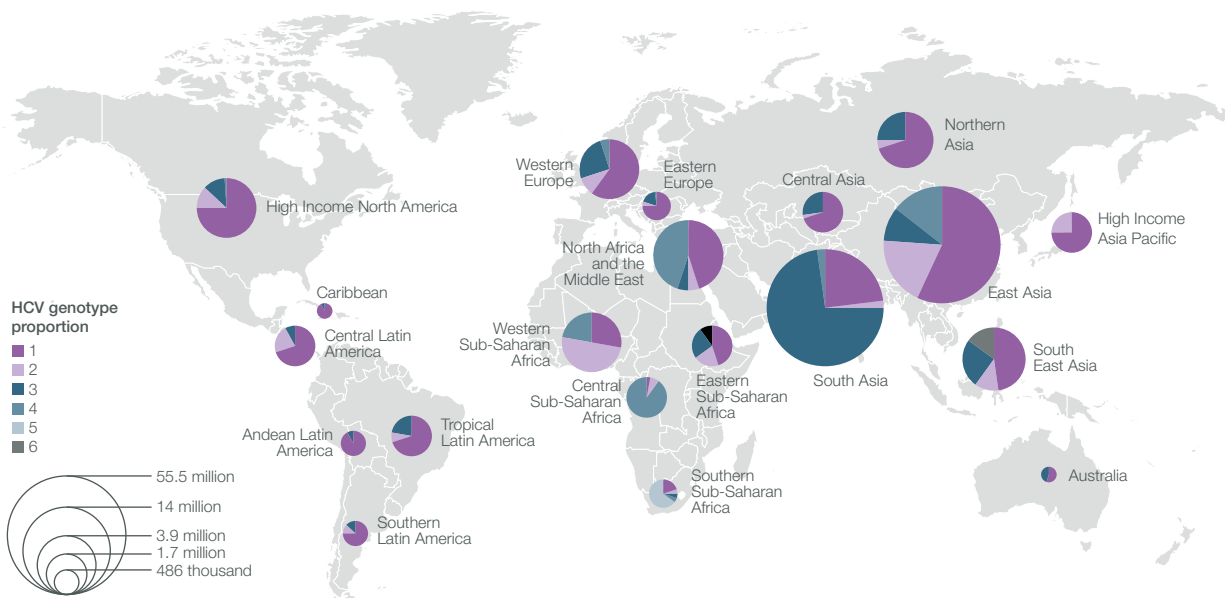 Northern
Asia
Western
Europe
Eastern
Europe
Central Asia
High Income North America
High Income
Asia Pacific
North Africa
and the
Middle East
East Asia
Caribbean
HCV genotype
proportion
1
2
3
4
5
6
Central Latin
America
Western
Sub-Saharan
Africa
South
East Asia
South Asia
Central
Sub-Saharan
Africa
Eastern
Sub-Saharan
Africa
Andean Latin
America
Tropical
Latin America
55.5 million
14 million
3.9 million
1.7 million
486 thousand
Southern
Sub-Saharan
Africa
Australia
Southern
Latin America